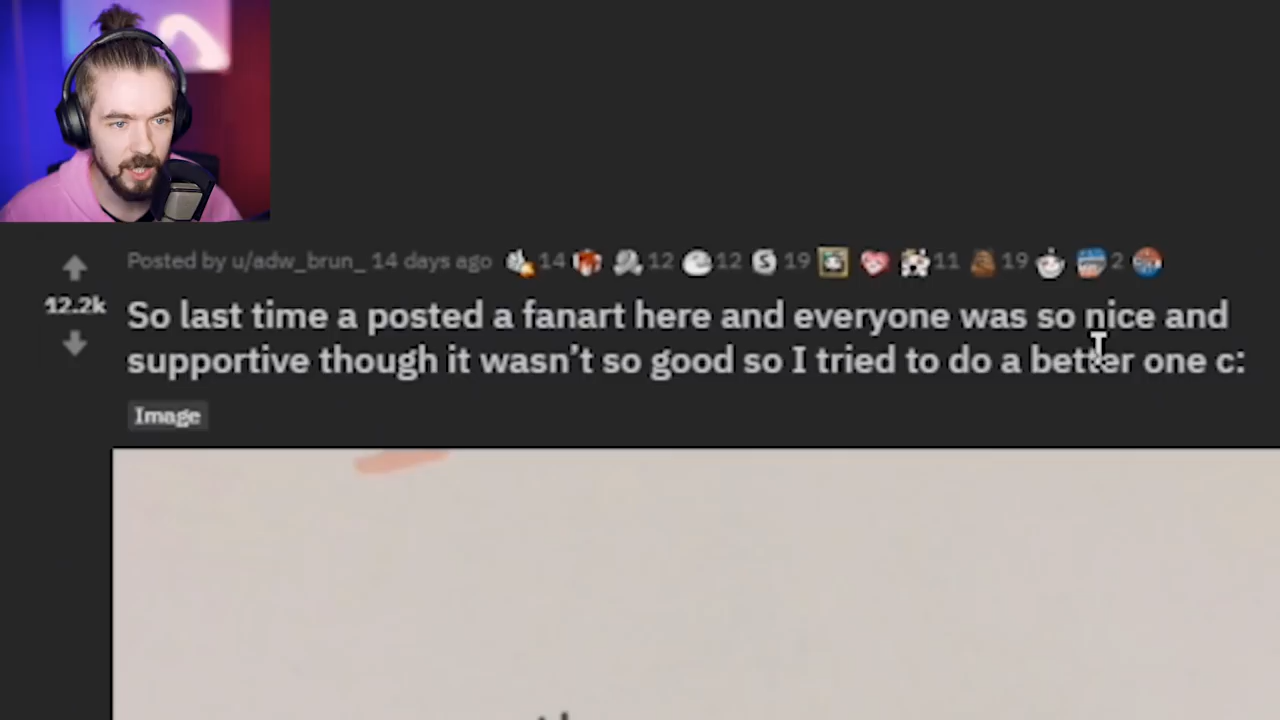 Posted by u/adw_brun_ 14 days ago 14 12 12 19 11 19 2
12.2k
So last time a posted a fanart here and everyone was so nice and
supportive though it wasn't so good so I tried to do a better one c:
Image